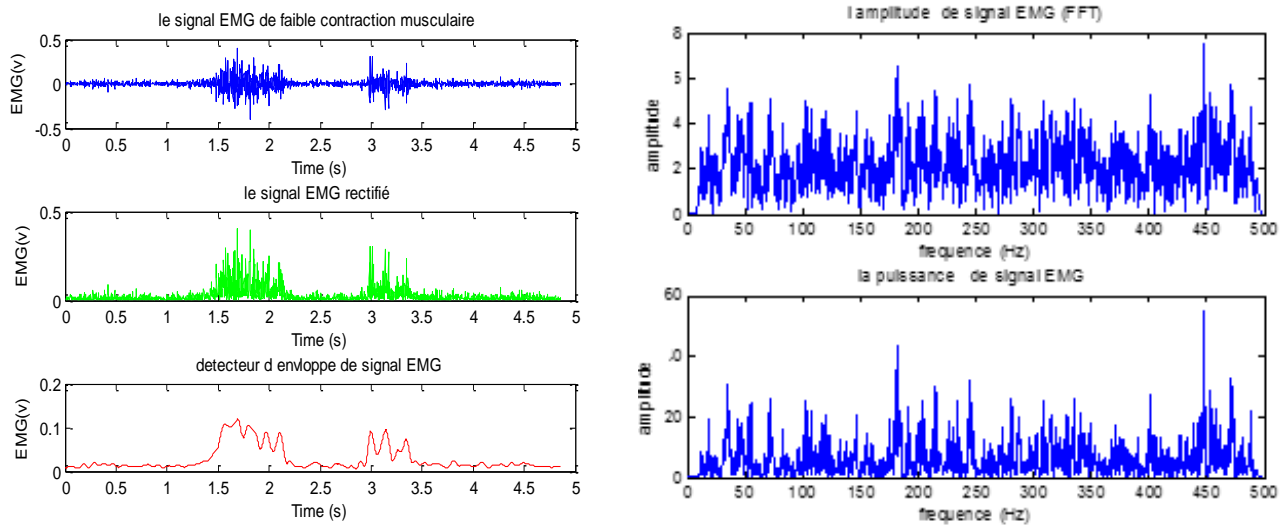 le signal EMG de faible contraction musculaire
0.5
0
-0.5
EMG(v)
0 0.5 1 1.5 2 2.5 3 3.5 4 4.5 5
Time (s)
le signal EMG rectifié
0.5
0
EMG(v)
0 0.5 1 1.5 2 2.5 3 3.5 4 4.5 5
Time (s)
detecteur d envloppe de signal EMG
0.2
0.1
0
EMG(v)
0 0.5 1 1.5 2 2.5 3 3.5 4 4.5 5
Time (s)
l amplitude de signal EMG (FFT)
8
6
4
2
0
amplitude
0 50 100 150 200 250 300 350 400 450 500
frequence (Hz)
la puissance de signal EMG
60
20
0
amplitude
0 50 100 150 200 250 300 350 400 450 500
frequence (Hz)